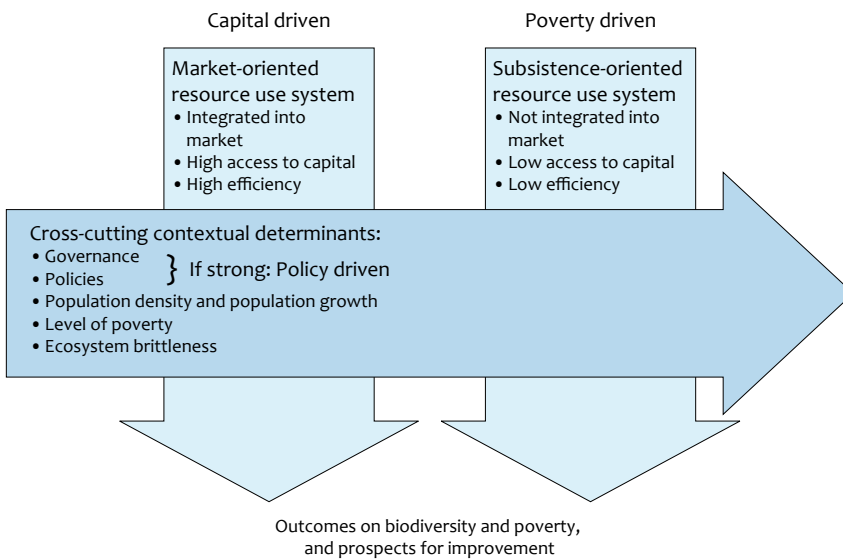 Capital driven
Poverty driven
Market-oriented
resource use system
• Integrated into
market
• High access to capital
• High efficiency
Subsistence-oriented
resource use system
• Not integrated into
market
• Low access to capital
• Low efficiency
Cross-cutting contextual determinants:
• Governance
• Policies
} If strong: Policy driven
• Population density and population growth
• Level of poverty
• Ecosystem brittleness
Outcomes on biodiversity and poverty,
and prospects for improvement